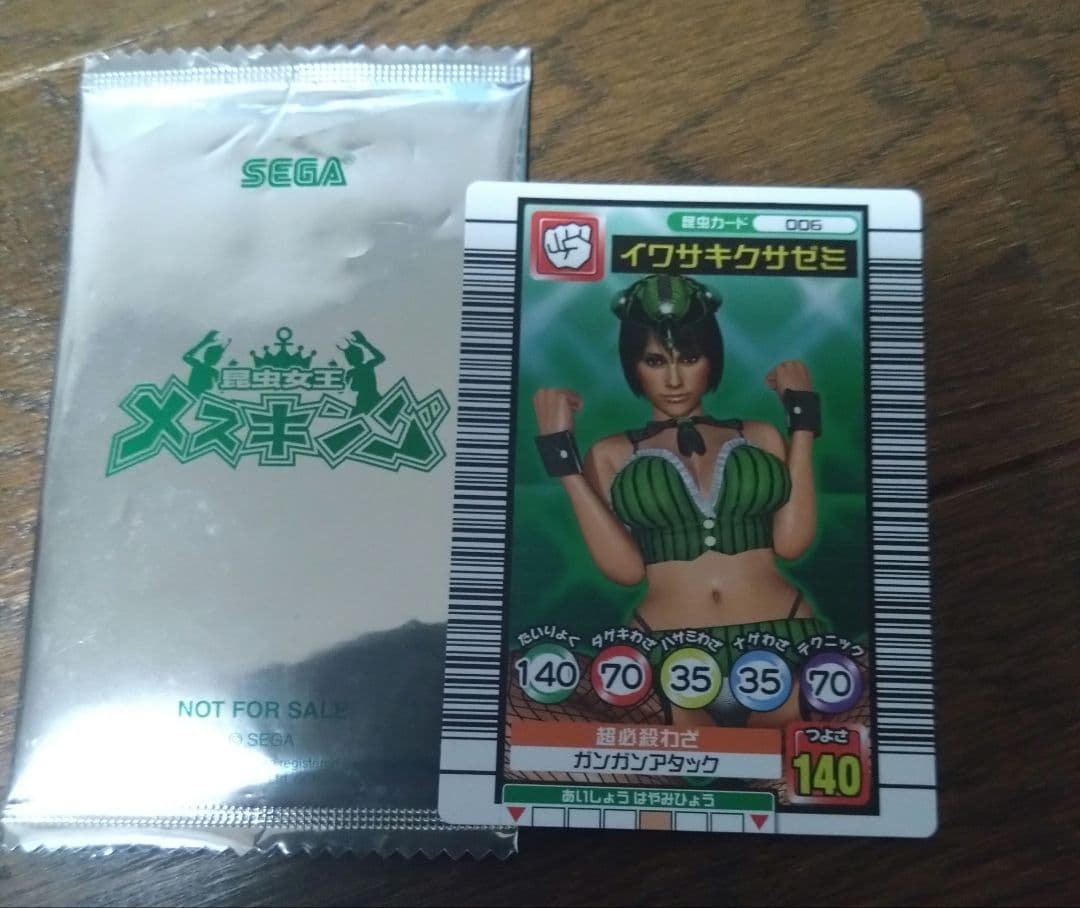 SEGA
昆虫女王
メスキング
NOT FOR SALE
© SEGA
registered
昆虫カード 006
イワサキクサゼミ
たいりょく ダゲキわざ ハサミわざ ナゲわざ テクニック
140 70 35 35 70
超必殺わざ
ガンガンアタック
つよさ
140
あいしょう はやみひょう